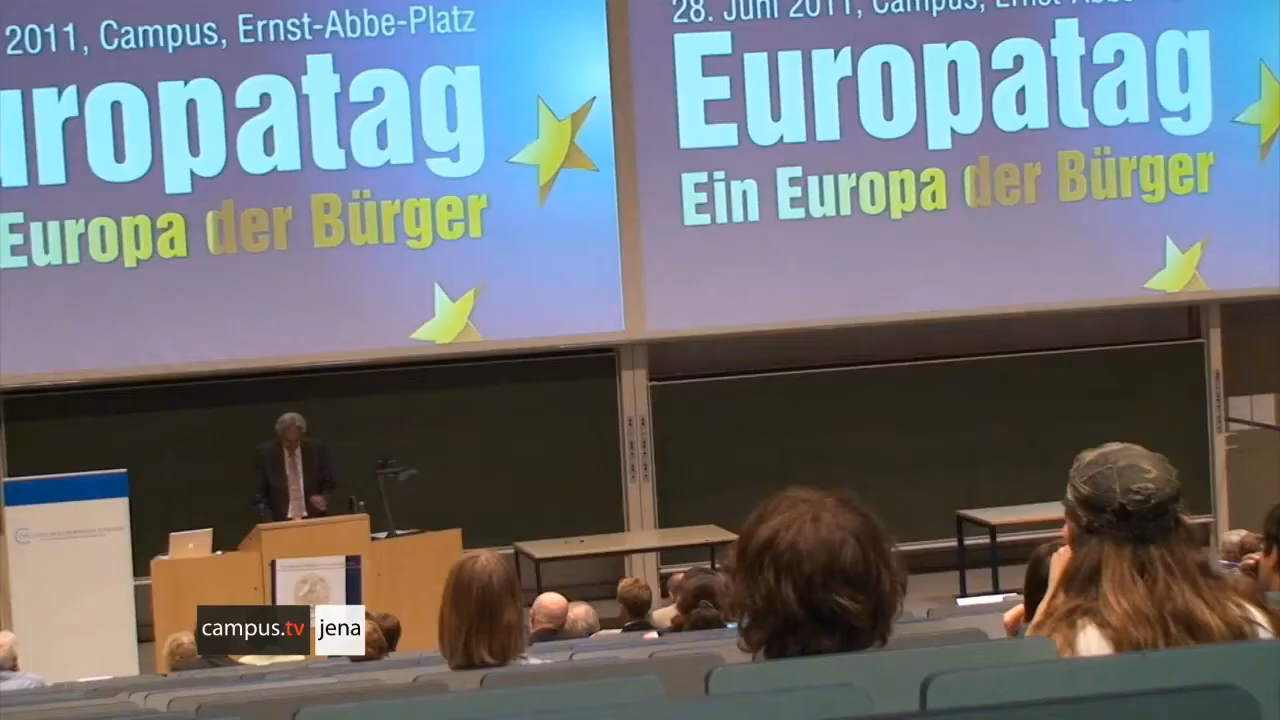 2011, Campus, Ernst-Abbe-Platz
uropatag
Europa der Bürger
28. Juni 2011, Campus, Ernst-Abbe-
Europatag
Ein Europa der Bürger
campus.tv jena